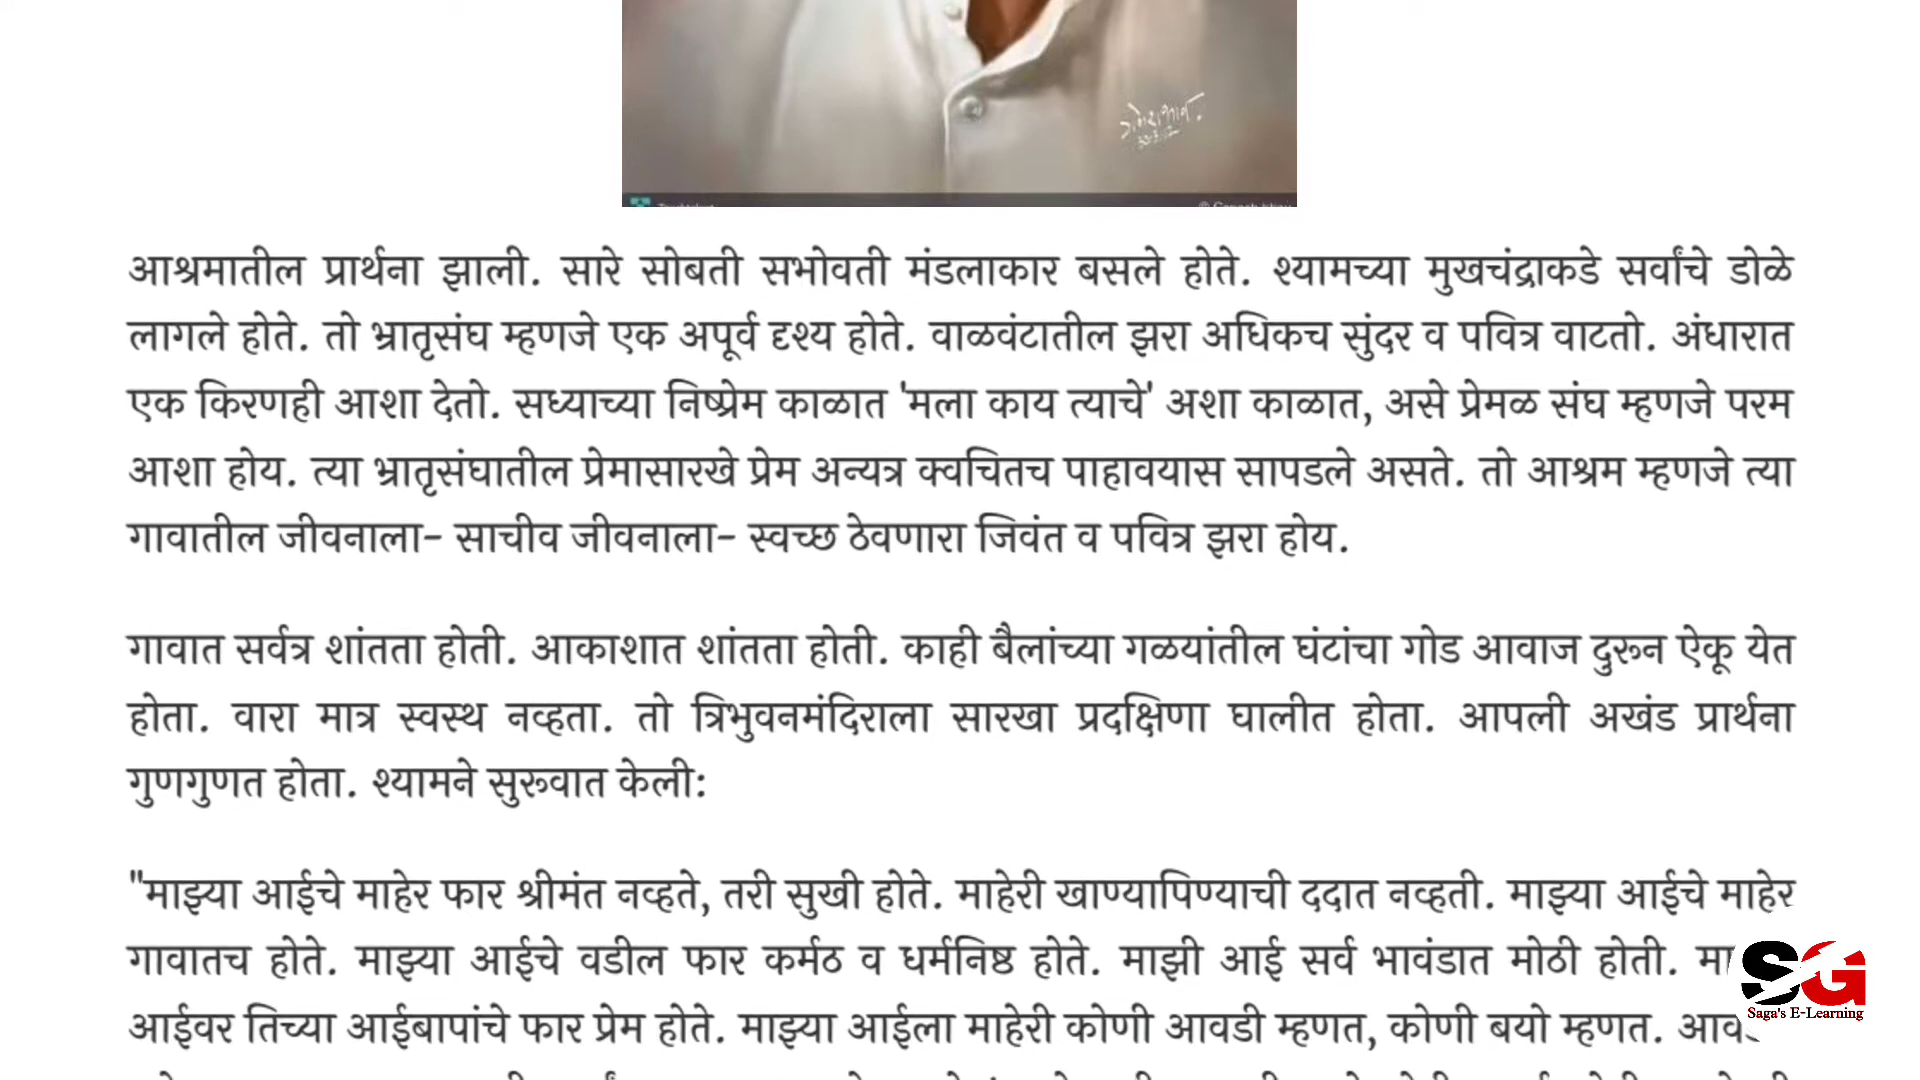 आश्रमातील प्रार्थना झाली. सारे सोबती सभोवती मंडलाकार बसले होते. श्यामच्या मुखचंद्राकडे सर्वांचे डोळे
लागले होते. तो भ्रातृसंघ म्हणजे एक अपूर्व दृश्य होते. वाळवंटातील झरा अधिकच सुंदर व पवित्र वाटतो. अंधारात
एक किरणही आशा देतो. सध्याच्या निष्प्रेम काळात 'मला काय त्याचे' अशा काळात, असे प्रेमळ संघ म्हणजे परम
आशा होय. त्या भ्रातृसंघातील प्रेमासारखे प्रेम अन्यत्र क्वचितच पाहावयास सापडले असते. तो आश्रम म्हणजे त्या
गावातील जीवनाला- साचीव जीवनाला- स्वच्छ ठेवणारा जिवंत व पवित्र झरा होय.
गावात सर्वत्र शांतता होती. आकाशात शांतता होती. काही बैलांच्या गळयांतील घंटांचा गोड आवाज दुरून ऐकू येत
होता. वारा मात्र स्वस्थ नव्हता. तो त्रिभुवनमंदिराला सारखा प्रदक्षिणा घालीत होता. आपली अखंड प्रार्थना
गुणगुणत होता. श्यामने सुरूवात केली:
"माझ्या आईचे माहेर फार श्रीमंत नव्हते, तरी सुखी होते. माहेरी खाण्यापिण्याची ददात नव्हती. माझ्या आईचे माहेर
गावातच होते. माझ्या आईचे वडील फार कर्मठ व धर्मनिष्ठ होते. माझी आई सर्व भावंडात मोठी होती.
आईवर तिच्या आईबापांचे फार प्रेम होते. माझ्या आईला माहेरी कोणी आवडी म्हणत, कोणी बयो म्हणत.
SG
Saga's E-Learning